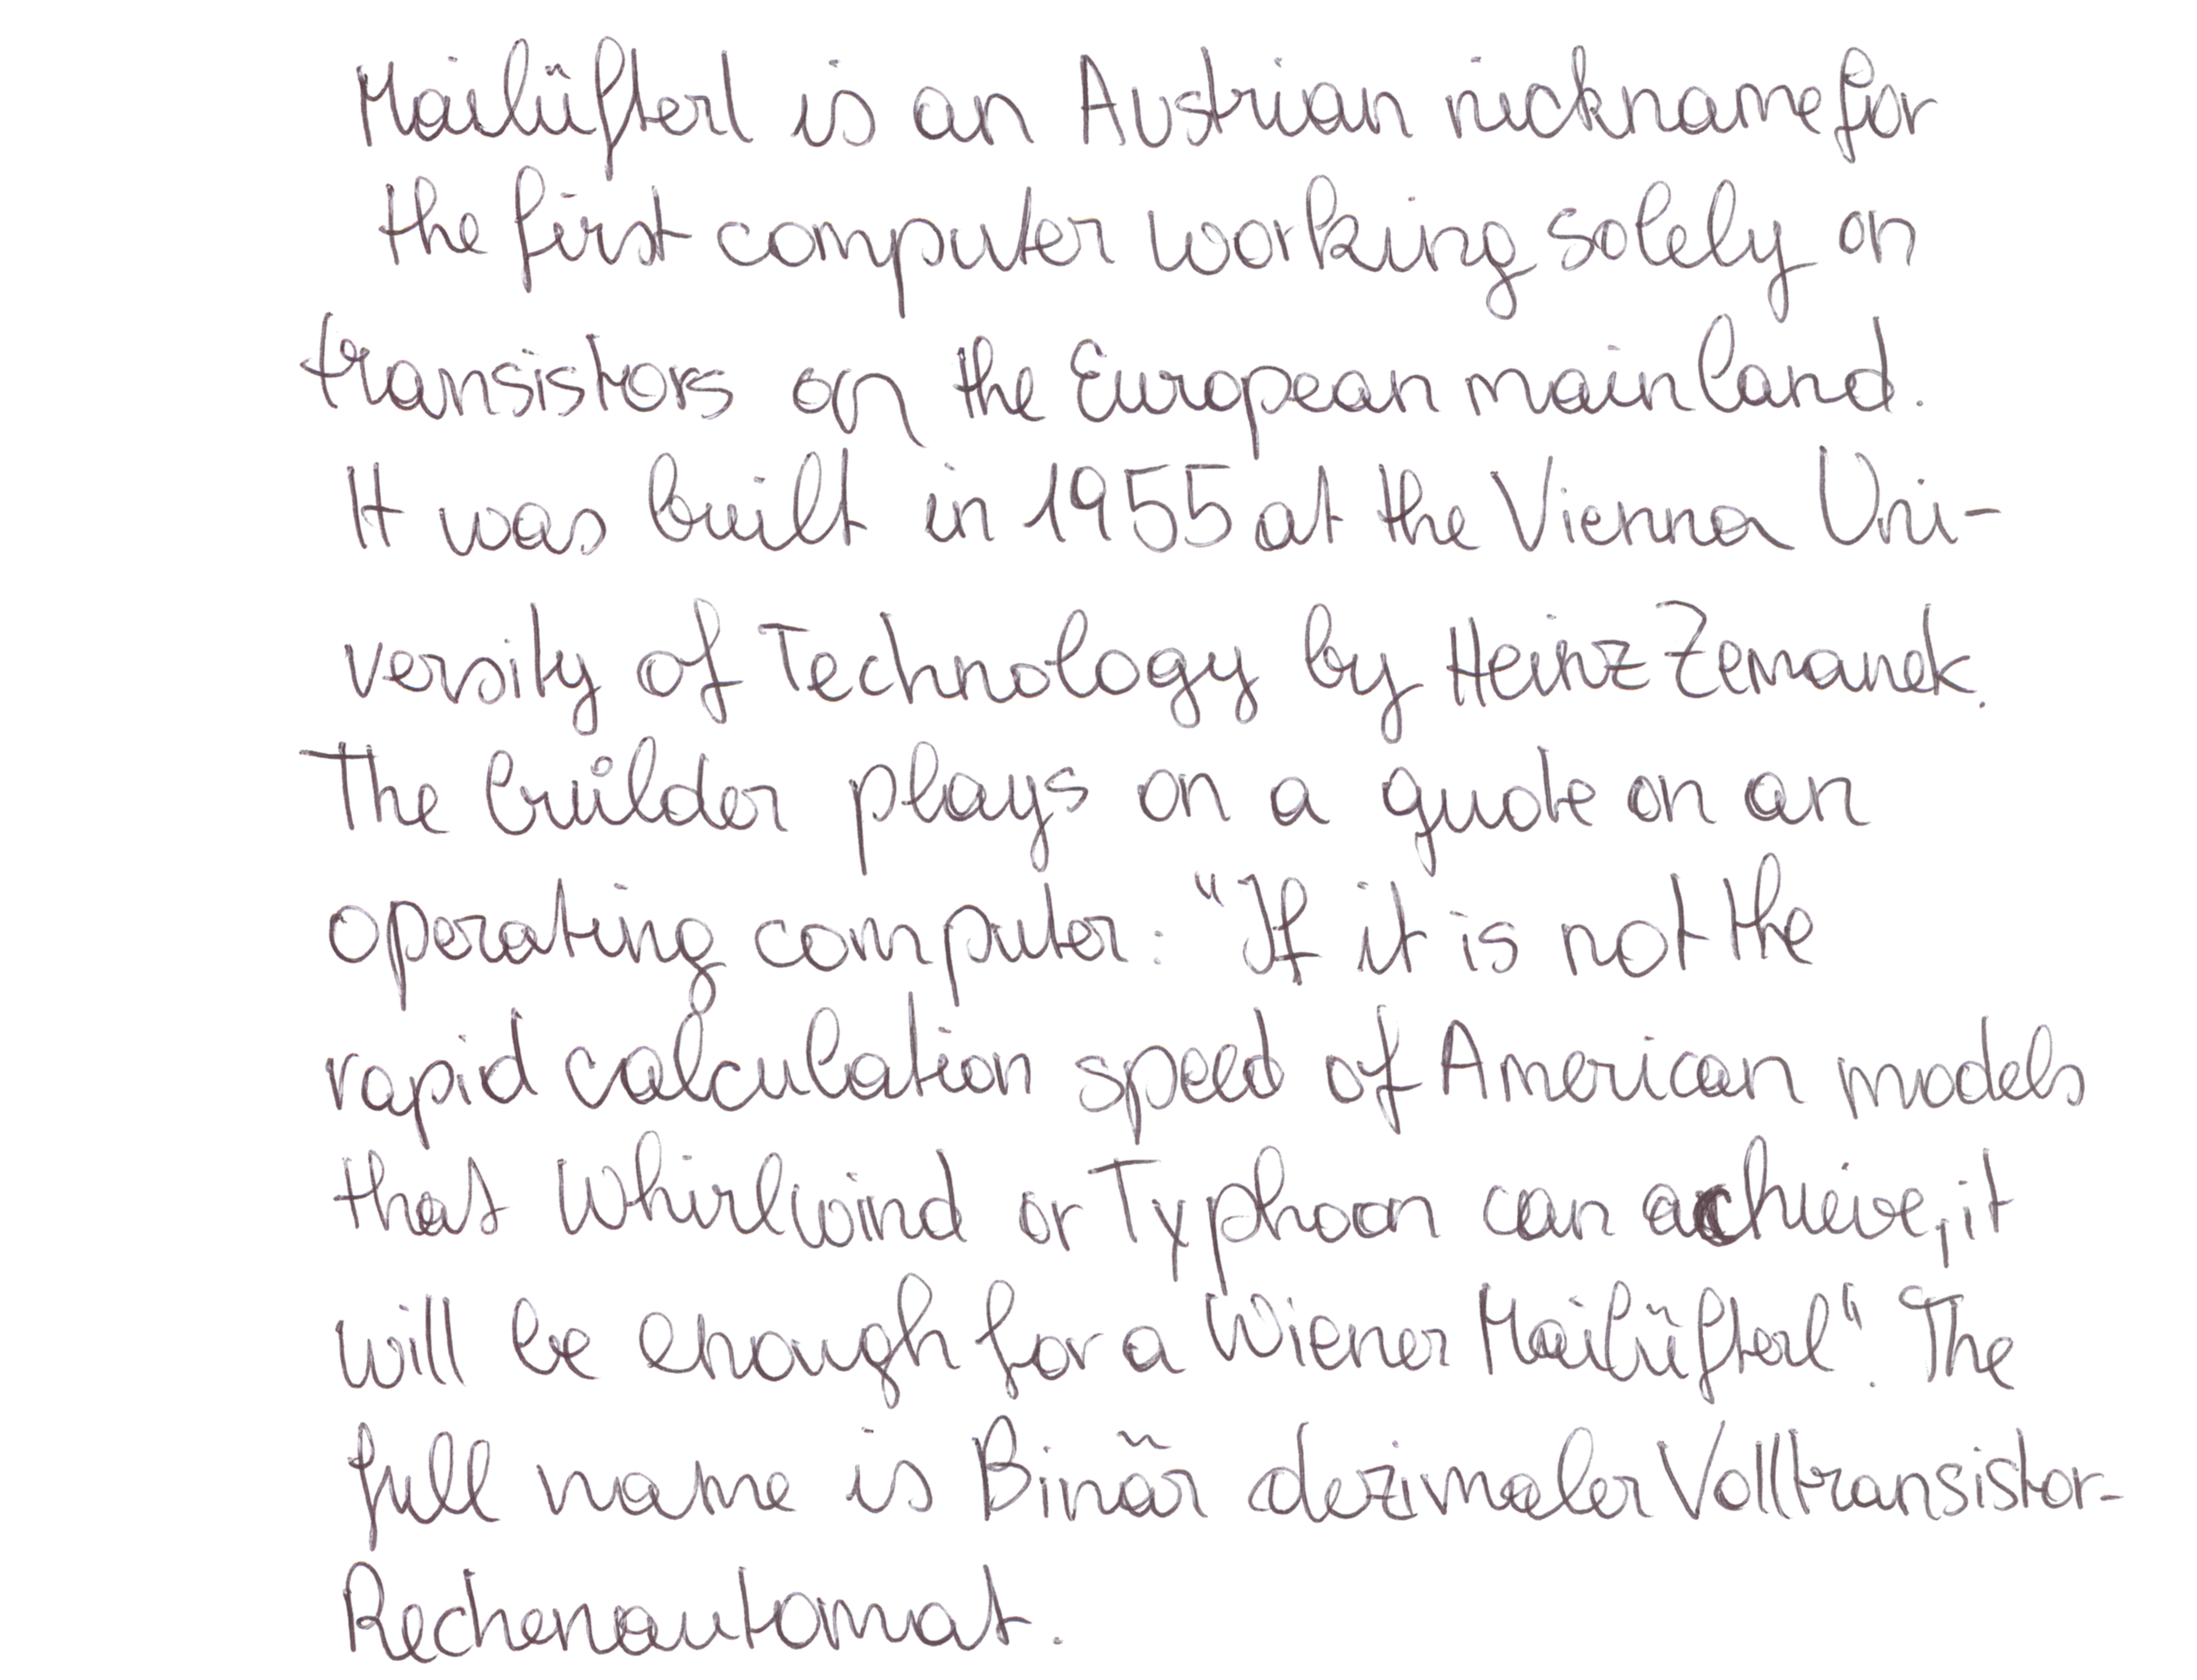 Mailüfterl is an Austrian nickname for
the first computer working solely on
transistors on the European mainland.
It was built in 1955 at the Vienna Uni-
versity of Technology by Heinz Zemanek.
The builder plays on a quote on an
operating computer: "If it is not the
rapid calculation speed of American models
that Whirlwind or Typhoon can achieve, it
will be enough for a Wiener Mailüfterl". The
full name is Binär dezimaler Volltransistor-
Rechenautomat.